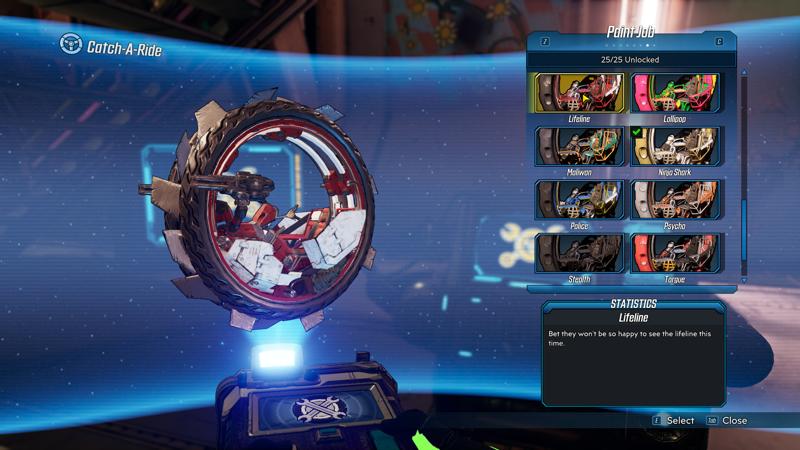 Catch-A-Ride
Paint Job
25/25 Unlocked
Lifeline
Lollipop
Maliwan
Ninja Shark
Police
Psycho
Stealth
Torgue
STATISTICS
Lifeline
Bet they won't be so happy to see the lifeline this
time.
E Select
Tab Close